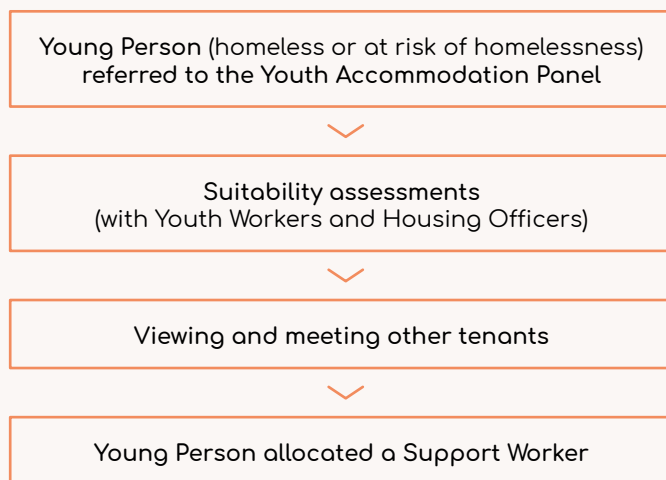 Young Person (homeless or at risk of homelessness)
referred to the Youth Accommodation Panel
Suitability assessments
(with Youth Workers and Housing Officers)
Viewing and meeting other tenants
Young Person allocated a Support Worker